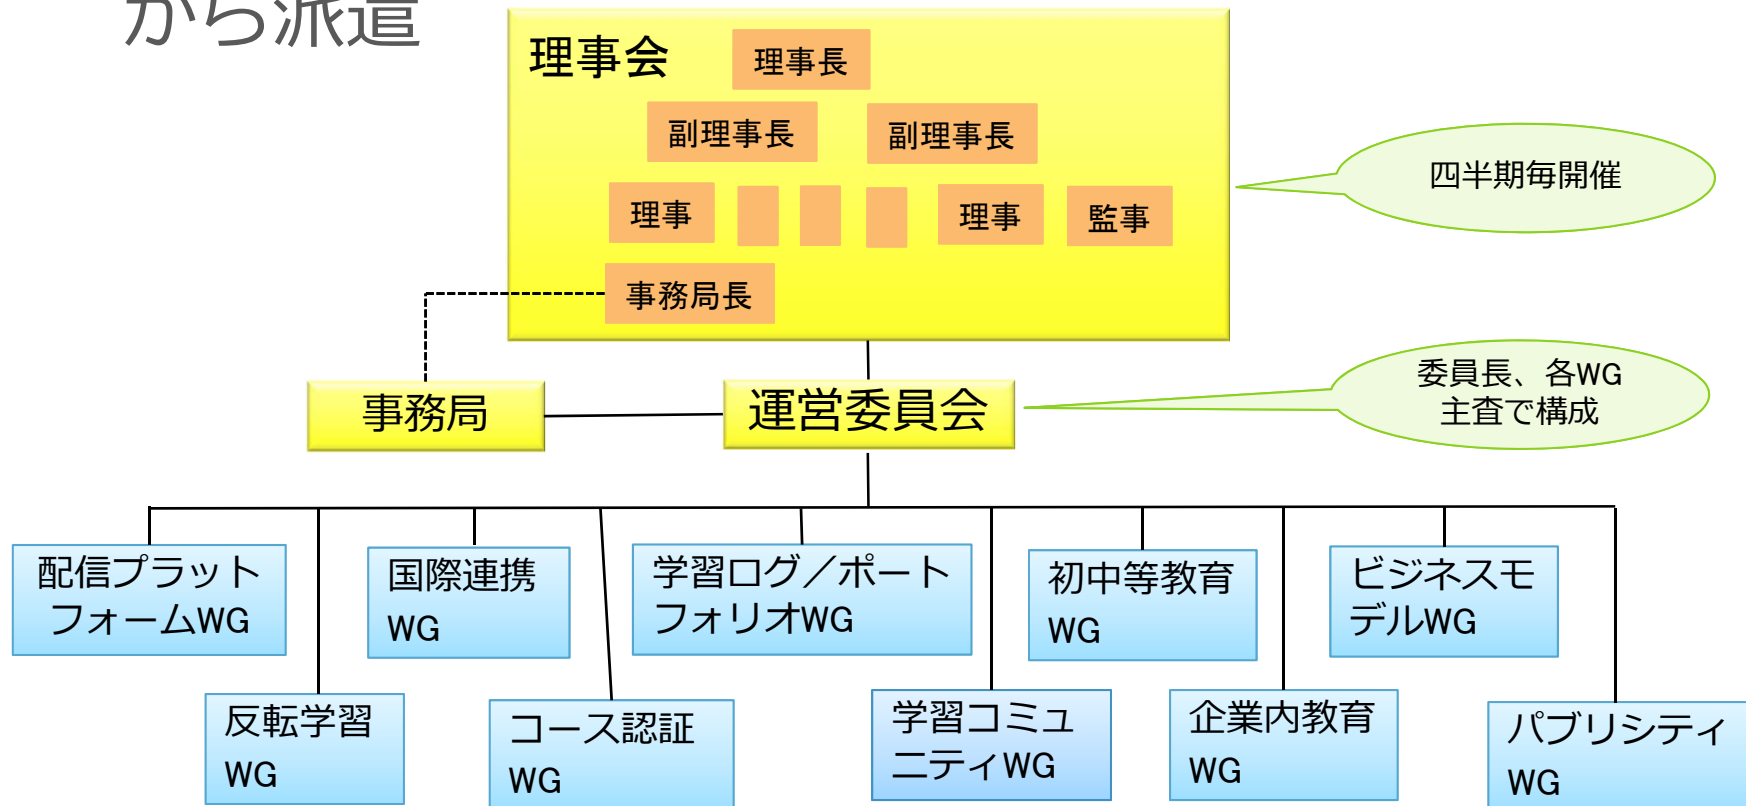 から派遣
理事会
理事長
副理事長
副理事長
四半期毎開催
理事
理事
監事
事務局長
委員長、各WG
主査で構成
事務局
運営委員会
配信プラット
フォームWG
国際連携
WG
学習ログ／ポート
フォリオWG
初中等教育
WG
ビジネスモ
デルWG
反転学習
WG
コース認証
WG
学習コミュ
ニティWG
企業内教育
WG
パブリシティ
WG